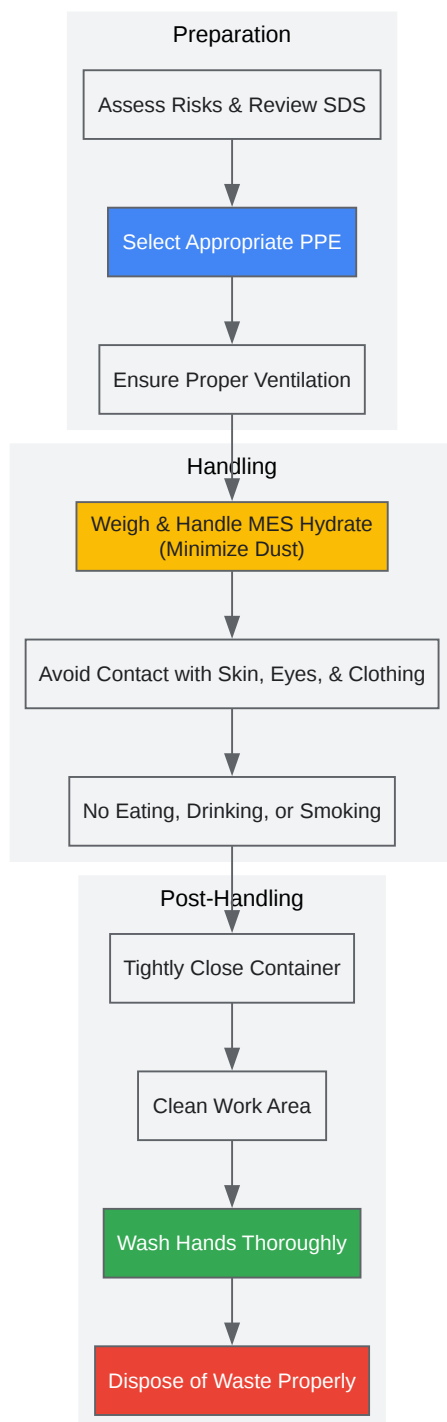 Preparation
Assess Risks & Review SDS
Select Appropriate PPE
Ensure Proper Ventilation
Handling
Weigh & Handle MES Hydrate
(Minimize Dust)
Avoid Contact with Skin, Eyes, & Clothing
No Eating, Drinking, or Smoking
Post-Handling
Tightly Close Container
Clean Work Area
Wash Hands Thoroughly
Dispose of Waste Properly